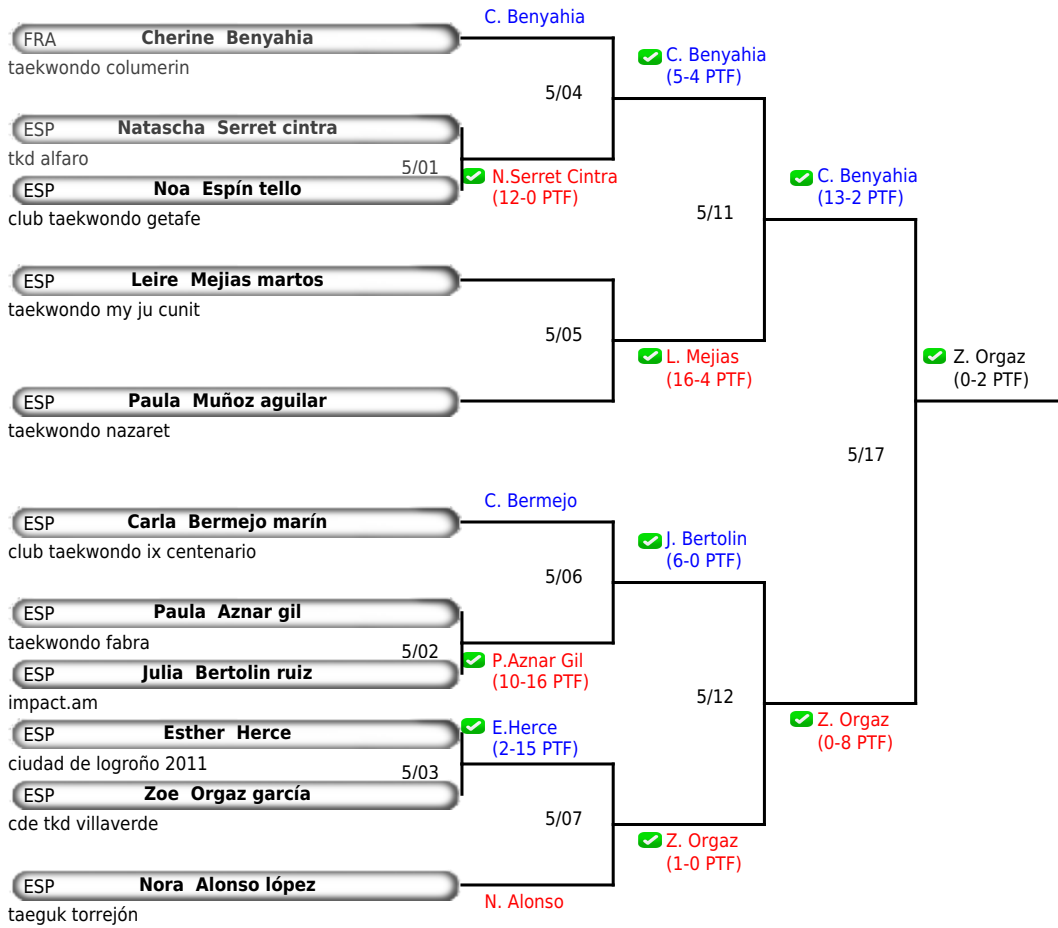 C. Benyahia
FRA Cherine Benyahia
taekwondo columerin
C. Benyahia
(5-4 PTF)
5/04
ESP Natascha Serret cintra
tkd alfaro
5/01
N.Serret Cintra
(12-0 PTF)
ESP Noa Espín tello
club taekwondo getafe
C. Benyahia
(13-2 PTF)
5/11
ESP Leire Mejias martos
taekwondo my ju cunit
5/05
L. Mejias
(16-4 PTF)
Z. Orgaz
(0-2 PTF)
ESP Paula Muñoz aguilar
taekwondo nazaret
5/17
C. Bermejo
ESP Carla Bermejo marín
club taekwondo ix centenario
J. Bertolin
(6-0 PTF)
5/06
ESP Paula Aznar gil
taekwondo fabra
5/02
P.Aznar Gil
(10-16 PTF)
ESP Julia Bertolin ruiz
impact.am
5/12
ESP Esther Herce
ciudad de logroño 2011
E.Herce
(2-15 PTF)
Z. Orgaz
(0-8 PTF)
5/03
ESP Zoe Orgaz garcía
cde tkd villaverde
5/07
Z. Orgaz
(1-0 PTF)
ESP Nora Alonso lópez
taeguk torrejón
N. Alonso